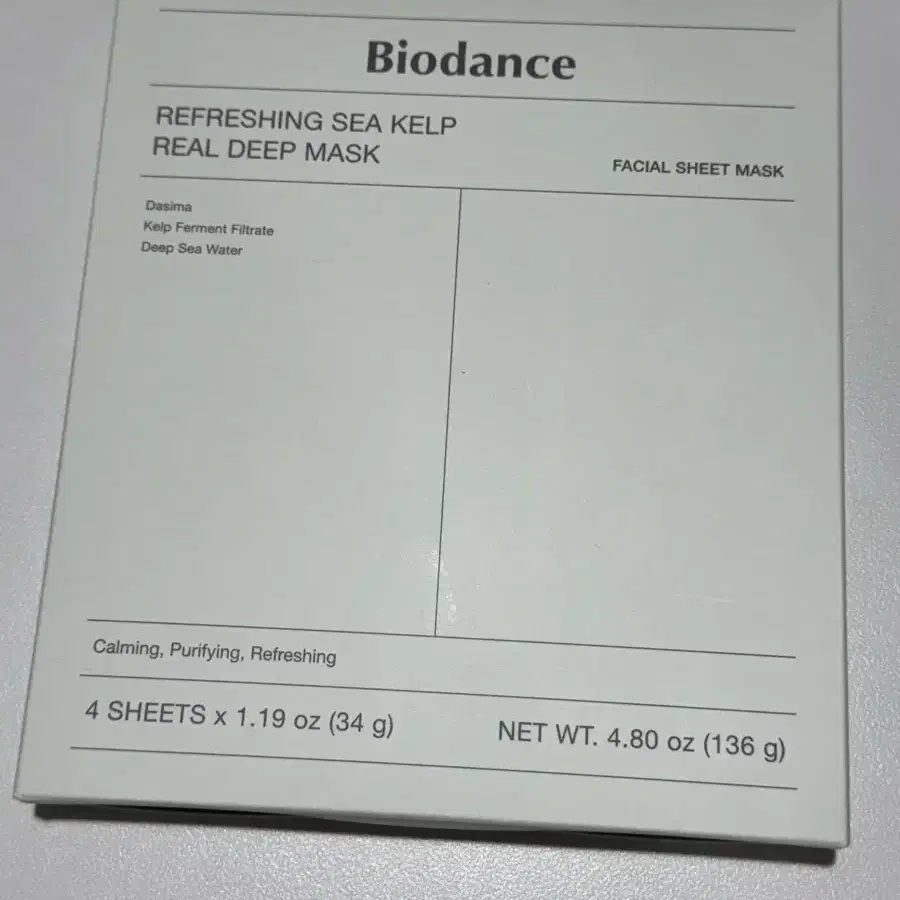 Biodance
REFRESHING SEA KELP
REAL DEEP MASK
FACIAL SHEET MASK
Dasima
Kelp Ferment Filtrate
Deep Sea Water
Calming, Purifying, Refreshing
4 SHEETS x 1.19 oz (34 g)
NET WT. 4.80 oz (136 g)